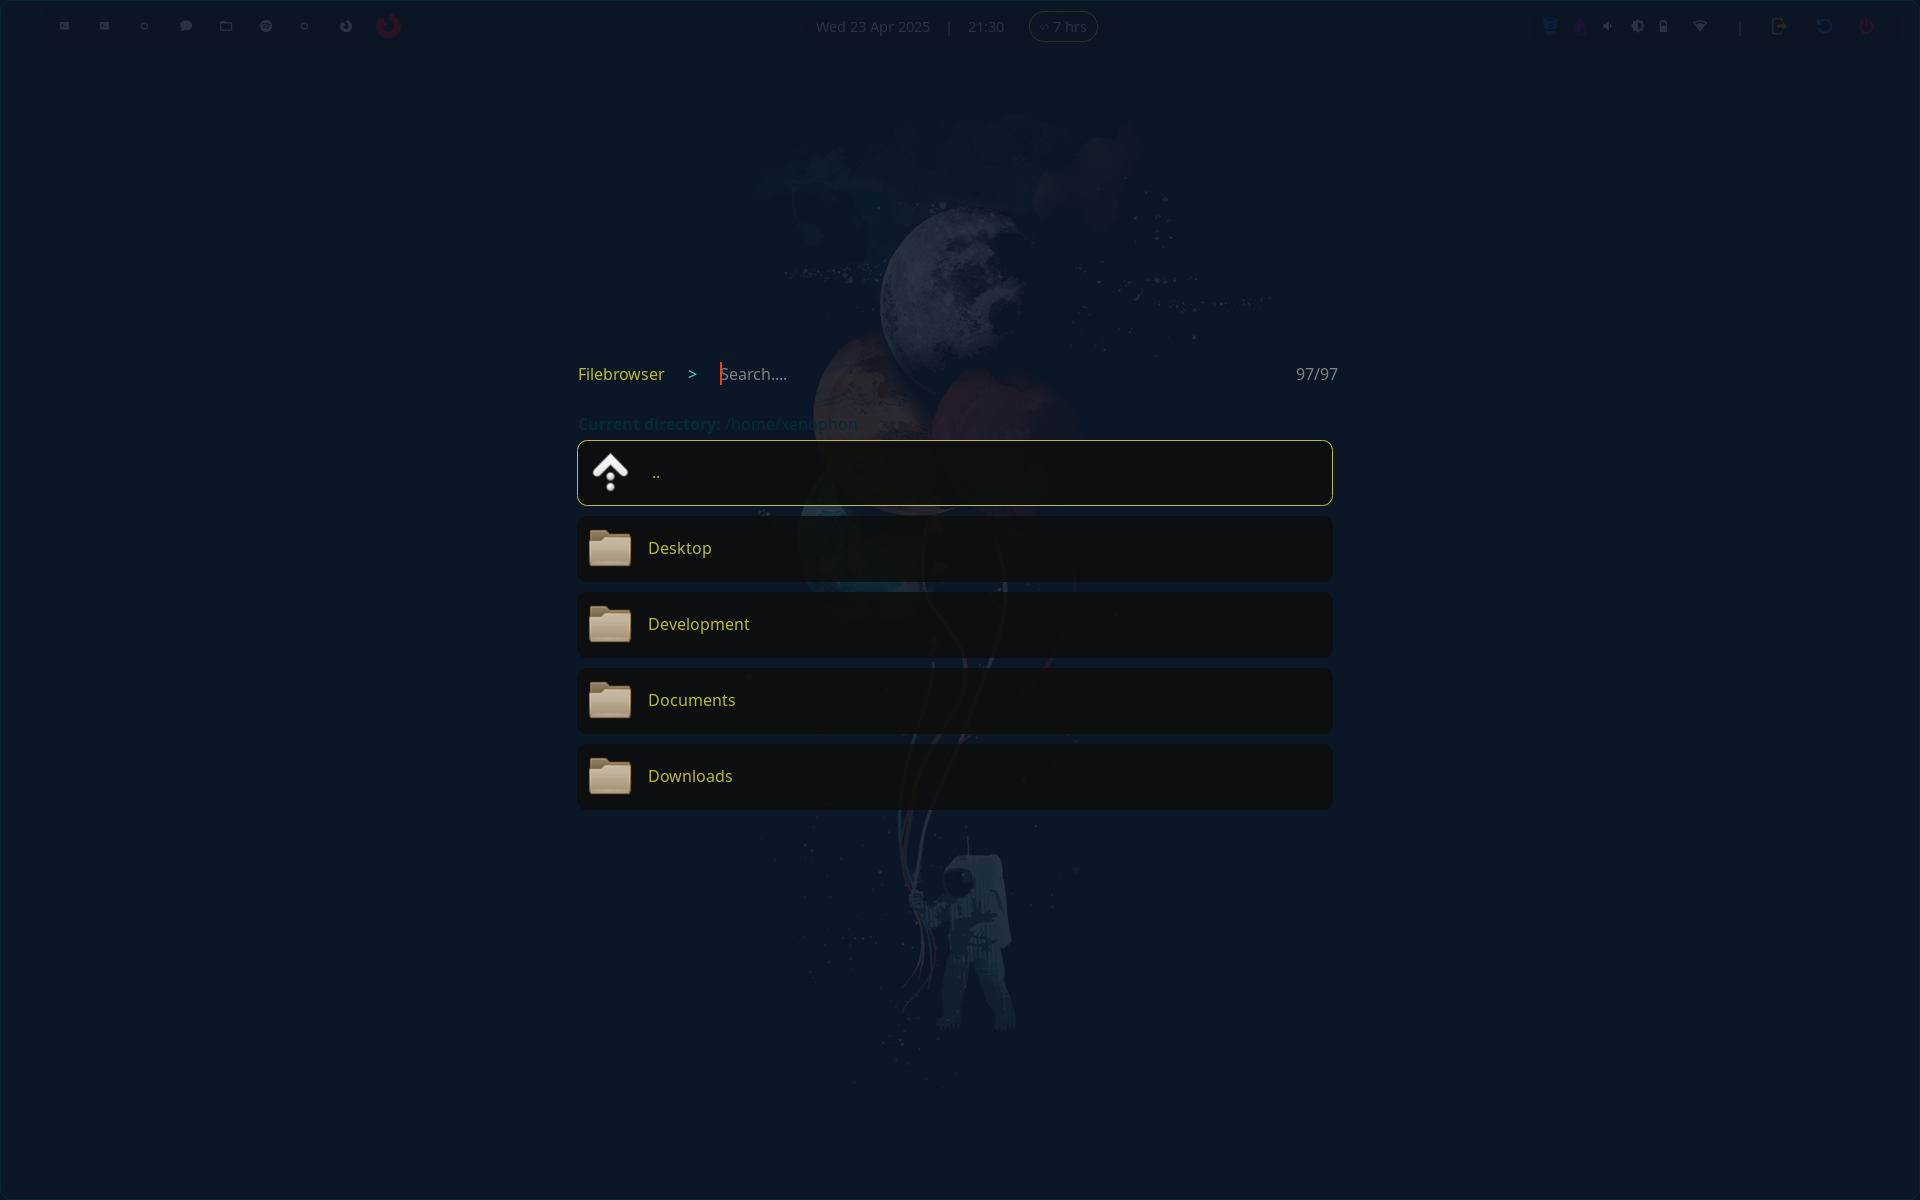 Wed 23 Apr 2025 | 21:30 7 hrs |
Filebrowser > Search.... 97/97
Current directory: /home/xenophon
..
Desktop
Development
Documents
Downloads